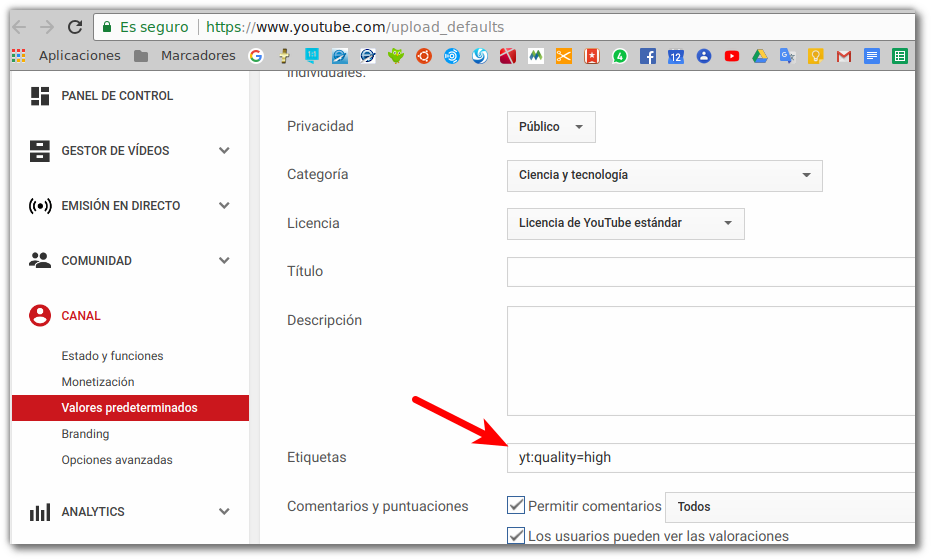 Es seguro https://www.youtube.com/upload_defaults
Aplicaciones Marcadores
individuales.
PANEL DE CONTROL
GESTOR DE VÍDEOS
EMISIÓN EN DIRECTO
COMUNIDAD
CANAL
Estado y funciones
Monetización
Valores predeterminados
Branding
Opciones avanzadas
ANALYTICS
Privacidad Público
Categoría Ciencia y tecnología
Licencia Licencia de YouTube estándar
Título
Descripción
Etiquetas yt:quality=high
Comentarios y puntuaciones Permitir comentarios Todos
Los usuarios pueden ver las valoraciones